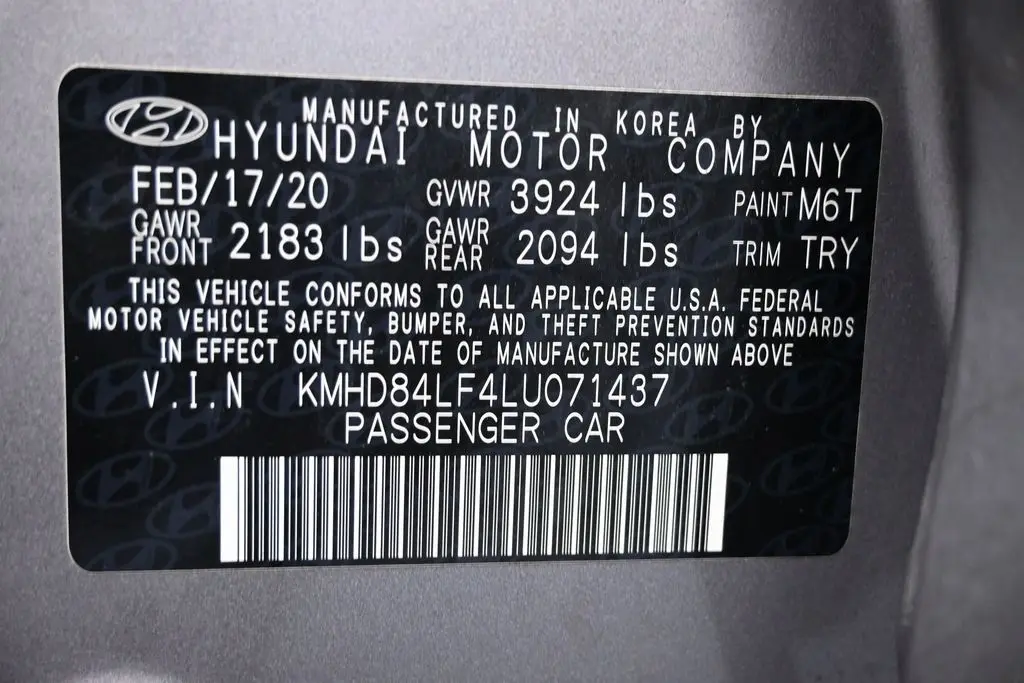 MANUFACTURED IN KOREA BY
HYUNDAI MOTOR COMPANY
FEB/17/20 GVWR 3924 lbs PAINT M6T
GAWR FRONT 2183 lbs GAWR REAR 2094 lbs TRIM TRY
THIS VEHICLE CONFORMS TO ALL APPLICABLE U.S.A. FEDERAL
MOTOR VEHICLE SAFETY, BUMPER, AND THEFT PREVENTION STANDARDS
IN EFFECT ON THE DATE OF MANUFACTURE SHOWN ABOVE
V.I.N KMHD84LF4LU071437
PASSENGER CAR